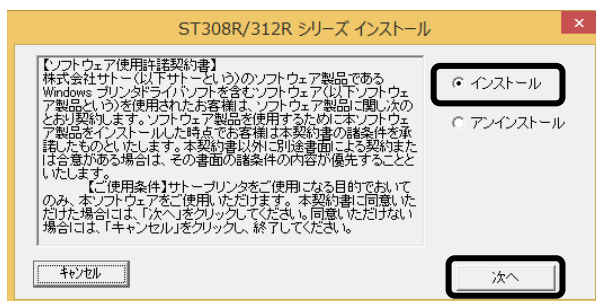 ST308R/312R シリーズ インストール
【ソフトウェア使用許諾契約書】
株式会社サトー(以下サトーという)のソフトウェア製品である
Windows プリンタドライバソフトを含むソフトウェア(以下ソフトウェ
ア製品という)を使用されたお客様は、ソフトウェア製品に関し次の
とおり契約します。ソフトウェア製品を使用するために本ソフトウェ
ア製品をインストールした時点でお客様は本契約書の諸条件を承
諾したものといたします。本契約書以外に別途書面による契約また
は合意がある場合は、その書面の諸条件の内容が優先することと
いたします。
【ご使用条件】サトープリンタをご使用になる目的でおいて
のみ、本ソフトウェアをご使用いただけます。 本契約書に同意いた
だけた場合には、「次へ」をクリックしてください。同意いただけない
場合には、「キャンセル」をクリックし、終了してください。
インストール
アンインストール
キャンセル
次へ